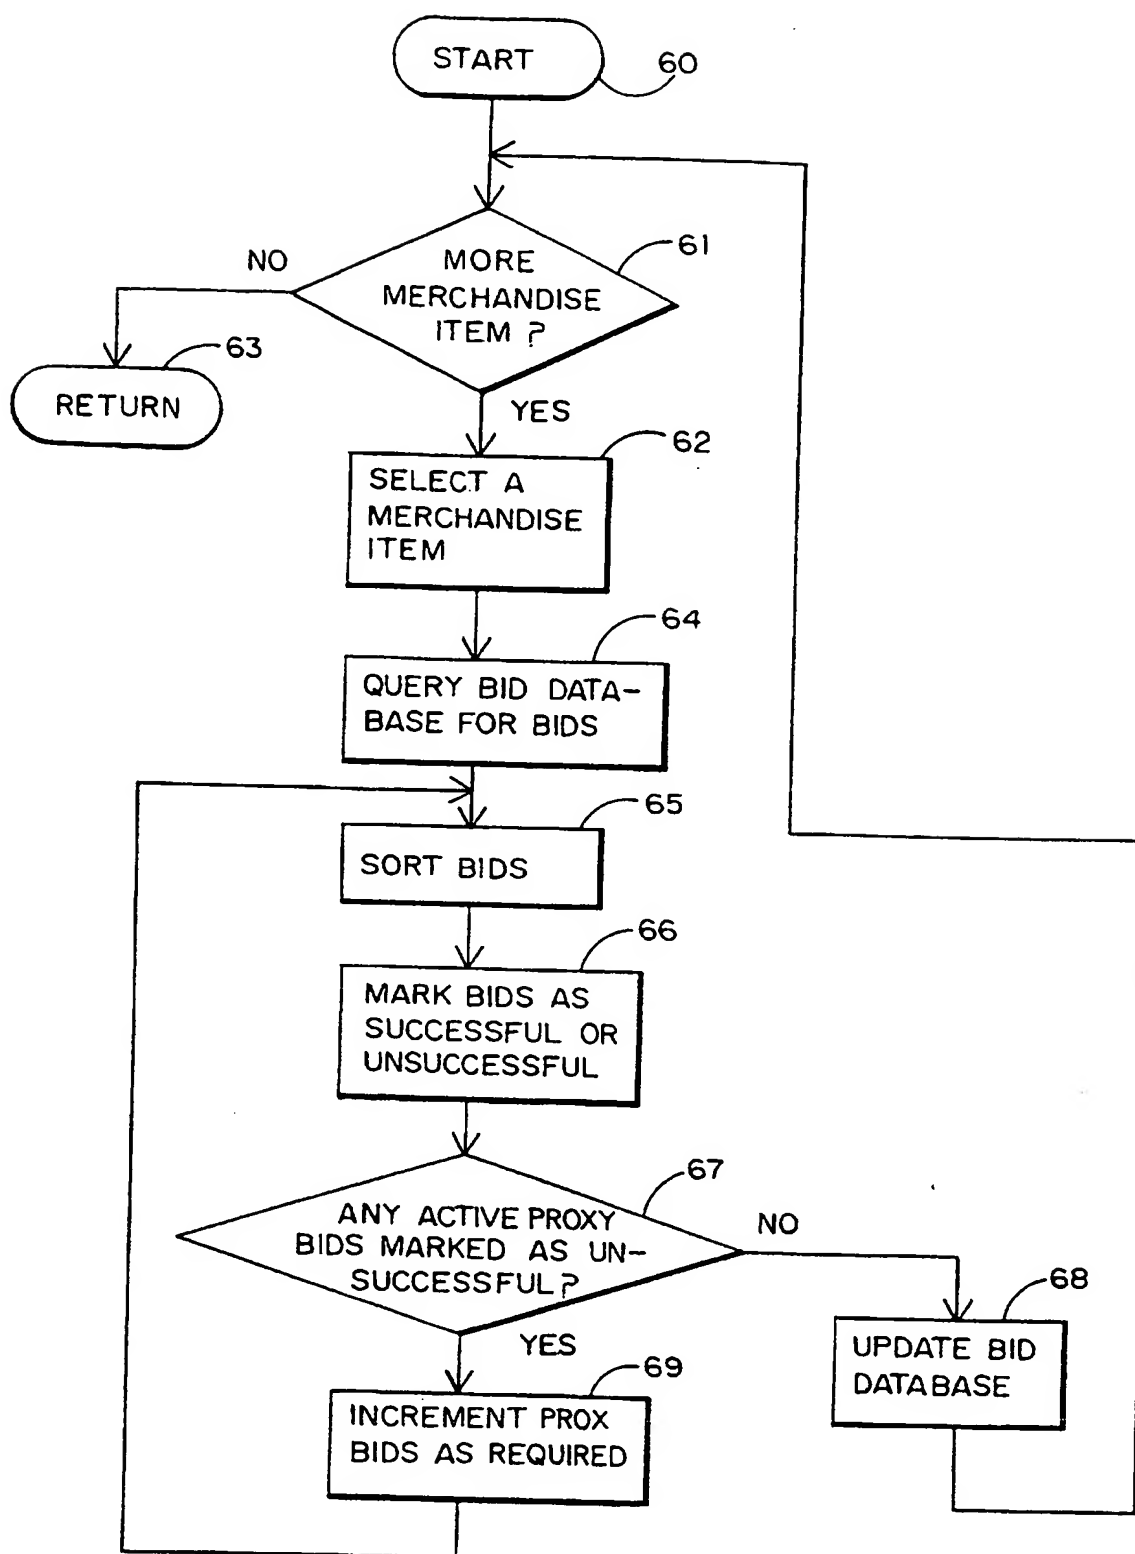 START
60
MORE
MERCHANDISE
ITEM ?
61
NO
63
RETURN
YES
62
SELECT A
MERCHANDISE
ITEM
64
QUERY BID DATA-
BASE FOR BIDS
65
SORT BIDS
66
MARK BIDS AS
SUCCESSFUL OR
UNSUCCESSFUL
67
ANY ACTIVE PROXY
BIDS MARKED AS UN-
SUCCESSFUL?
NO
68
UPDATE BID
DATABASE
YES
69
INCREMENT PROX
BIDS AS REQUIRED